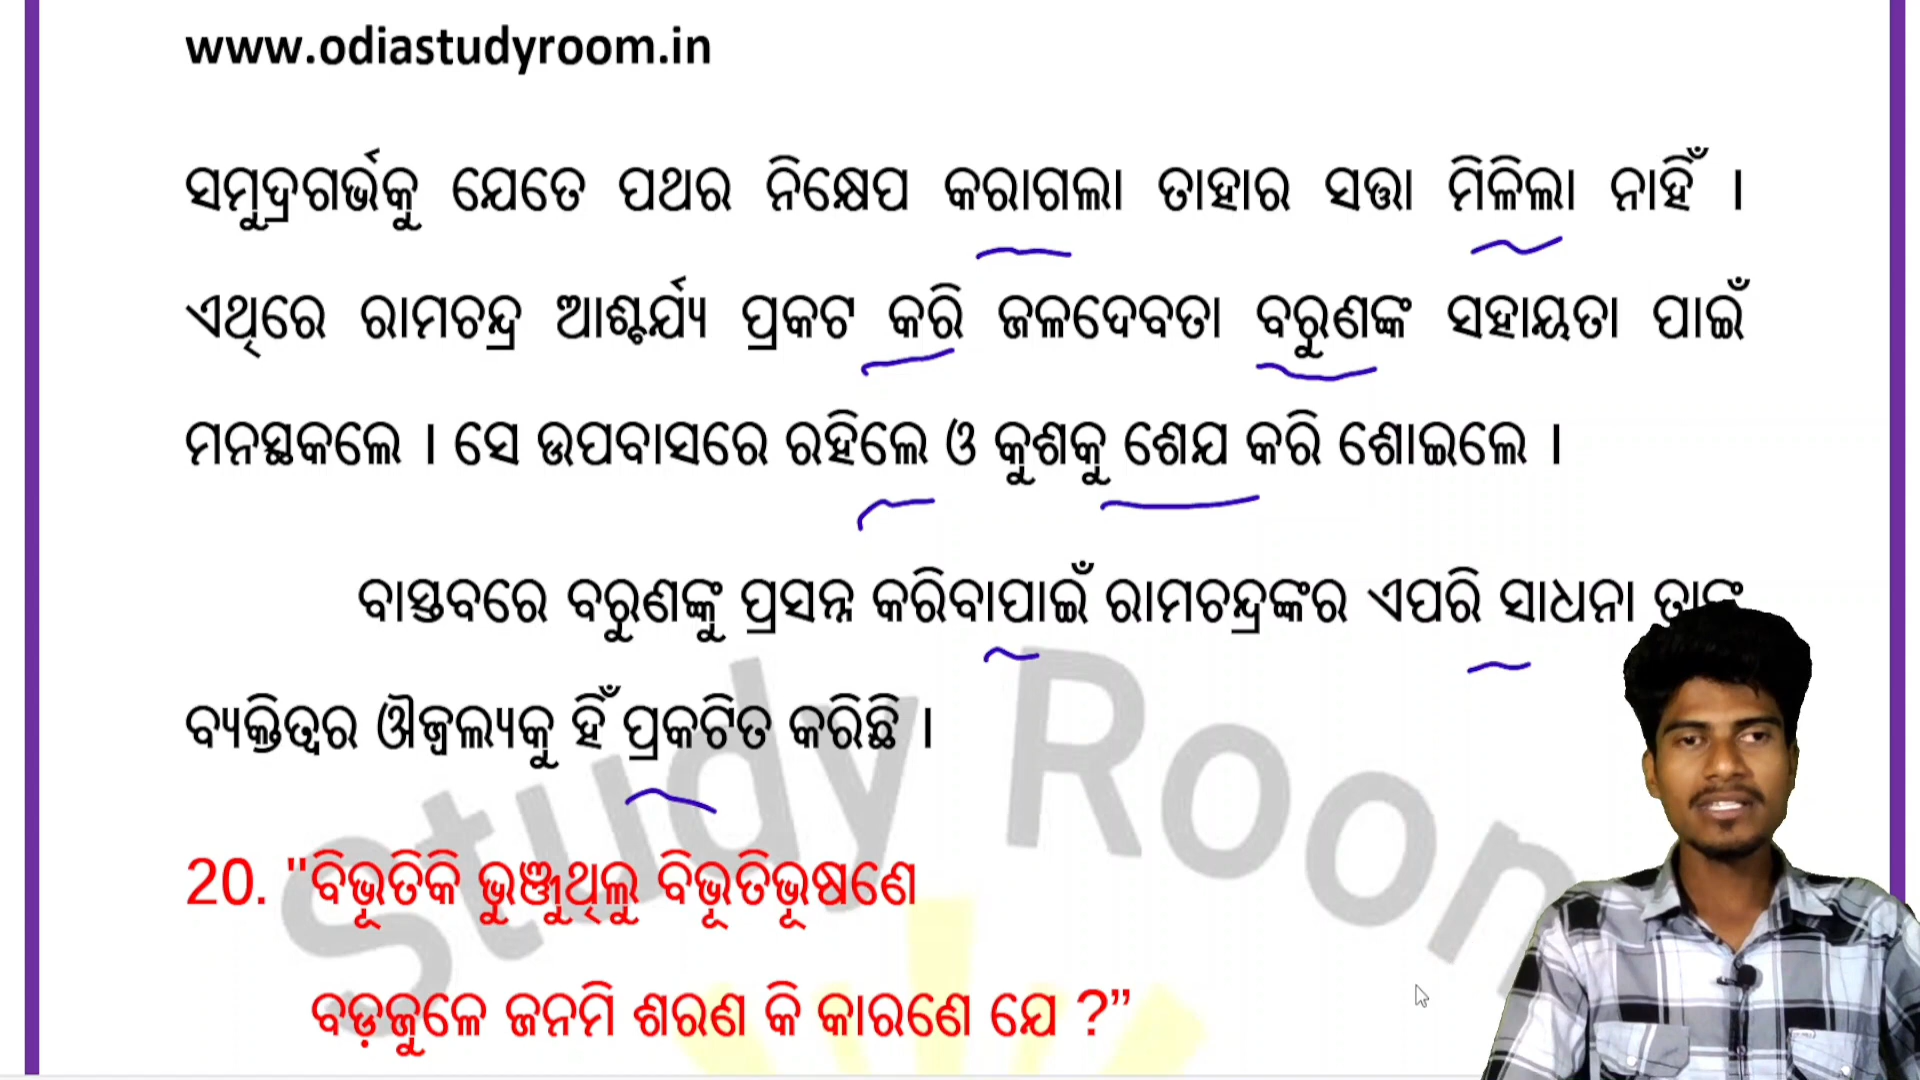 www.odiastudyroom.in
ସମୁଦ୍ରଗର୍ଭକୁ ଯେତେ ପଥର ନିକ୍ଷେପ କରାଗଲା ତାହାର ସତ୍ତା ମିଳିଲା ନାହିଁ ।
ଏଥିରେ ରାମଚନ୍ଦ୍ର ଆଶ୍ଚର୍ଯ୍ୟ ପ୍ରକଟ କରି ଜଳଦେବତା ବରୁଣଙ୍କ ସହାୟତା ପାଇଁ
ମନସ୍ଥକଲେ । ସେ ଉପବାସରେ ରହିଲେ ଓ କୁଶକୁ ଶେଯ କରି ଶୋଇଲେ ।
ବାସ୍ତବରେ ବରୁଣଙ୍କୁ ପ୍ରସନ୍ନ କରିବାପାଇଁ ରାମଚନ୍ଦ୍ରଙ୍କର ଏପରି ସାଧନା
ବ୍ୟକ୍ତିତ୍ୱର ଔଜ୍ଜ୍ୱଲ୍ୟକୁ ହିଁ ପ୍ରକଟିତ କରିଛି ।
Study Room
20. "ବିଭୂତିକି ଭୁଞ୍ଜୁଥିଲୁ ବିଭୂତିଭୂଷଣେ
ବଡ଼ଜୁଳେ ଜନମି ଶରଣ କି କାରଣେ ଯେ ?”